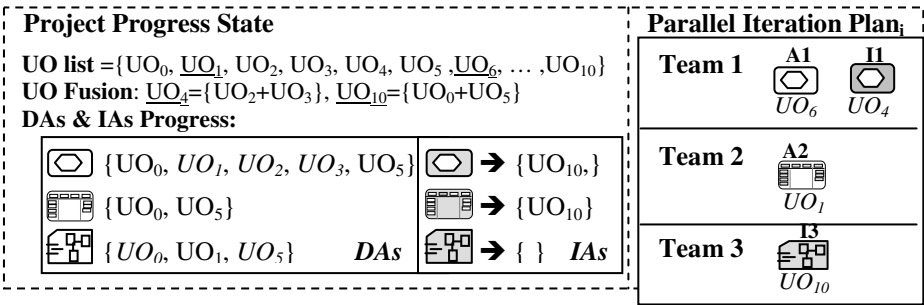 Project Progress State
UO list ={UO₀, UO₁, UO₂, UO₃, UO₄, UO₅ ,UO₆, … ,UO₁₀}
UO Fusion: UO₄={UO₂+UO₃}, UO₁₀={UO₀+UO₅}
DAs & IAs Progress:
{UO₀, UO₁, UO₂, UO₃, UO₅} ➔ {UO₁₀,}
{UO₀, UO₅} ➔ {UO₁₀}
{UO₀, UO₁, UO₅} DAs ➔ { } IAs
Parallel Iteration Planᵢ
Team 1 A1 I1
UO₆ UO₄
Team 2 A2
UO₁
Team 3 I3
UO₁₀